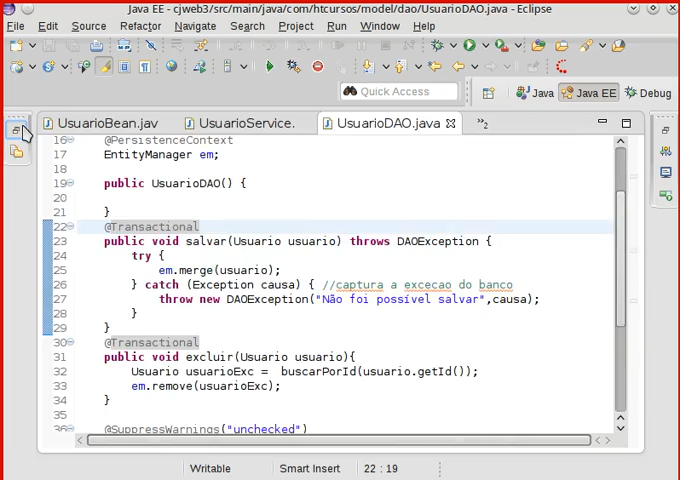 Java EE - cjweb3/src/main/java/com/htcursos/model/dao/UsuarioDAO.java - Eclipse
File Edit Source Refactor Navigate Search Project Run Window Help
Quick Access Java Java EE Debug
UsuarioBean.jav UsuarioService. UsuarioDAO.java »2
16 @PersistenceContext
17 EntityManager em;
18
19 public UsuarioDAO() {
20
21 }
22 @Transactional
23 public void salvar(Usuario usuario) throws DAOException {
24 try {
25 em.merge(usuario);
26 } catch (Exception causa) { //captura a excecao do banco
27 throw new DAOException("Não foi possível salvar",causa);
28 }
29 }
30 @Transactional
31 public void excluir(Usuario usuario){
32 Usuario usuarioExc = buscarPorId(usuario.getId());
33 em.remove(usuarioExc);
34 }
35
36 @SuppressWarnings("unchecked")
Writable Smart Insert 22 : 19